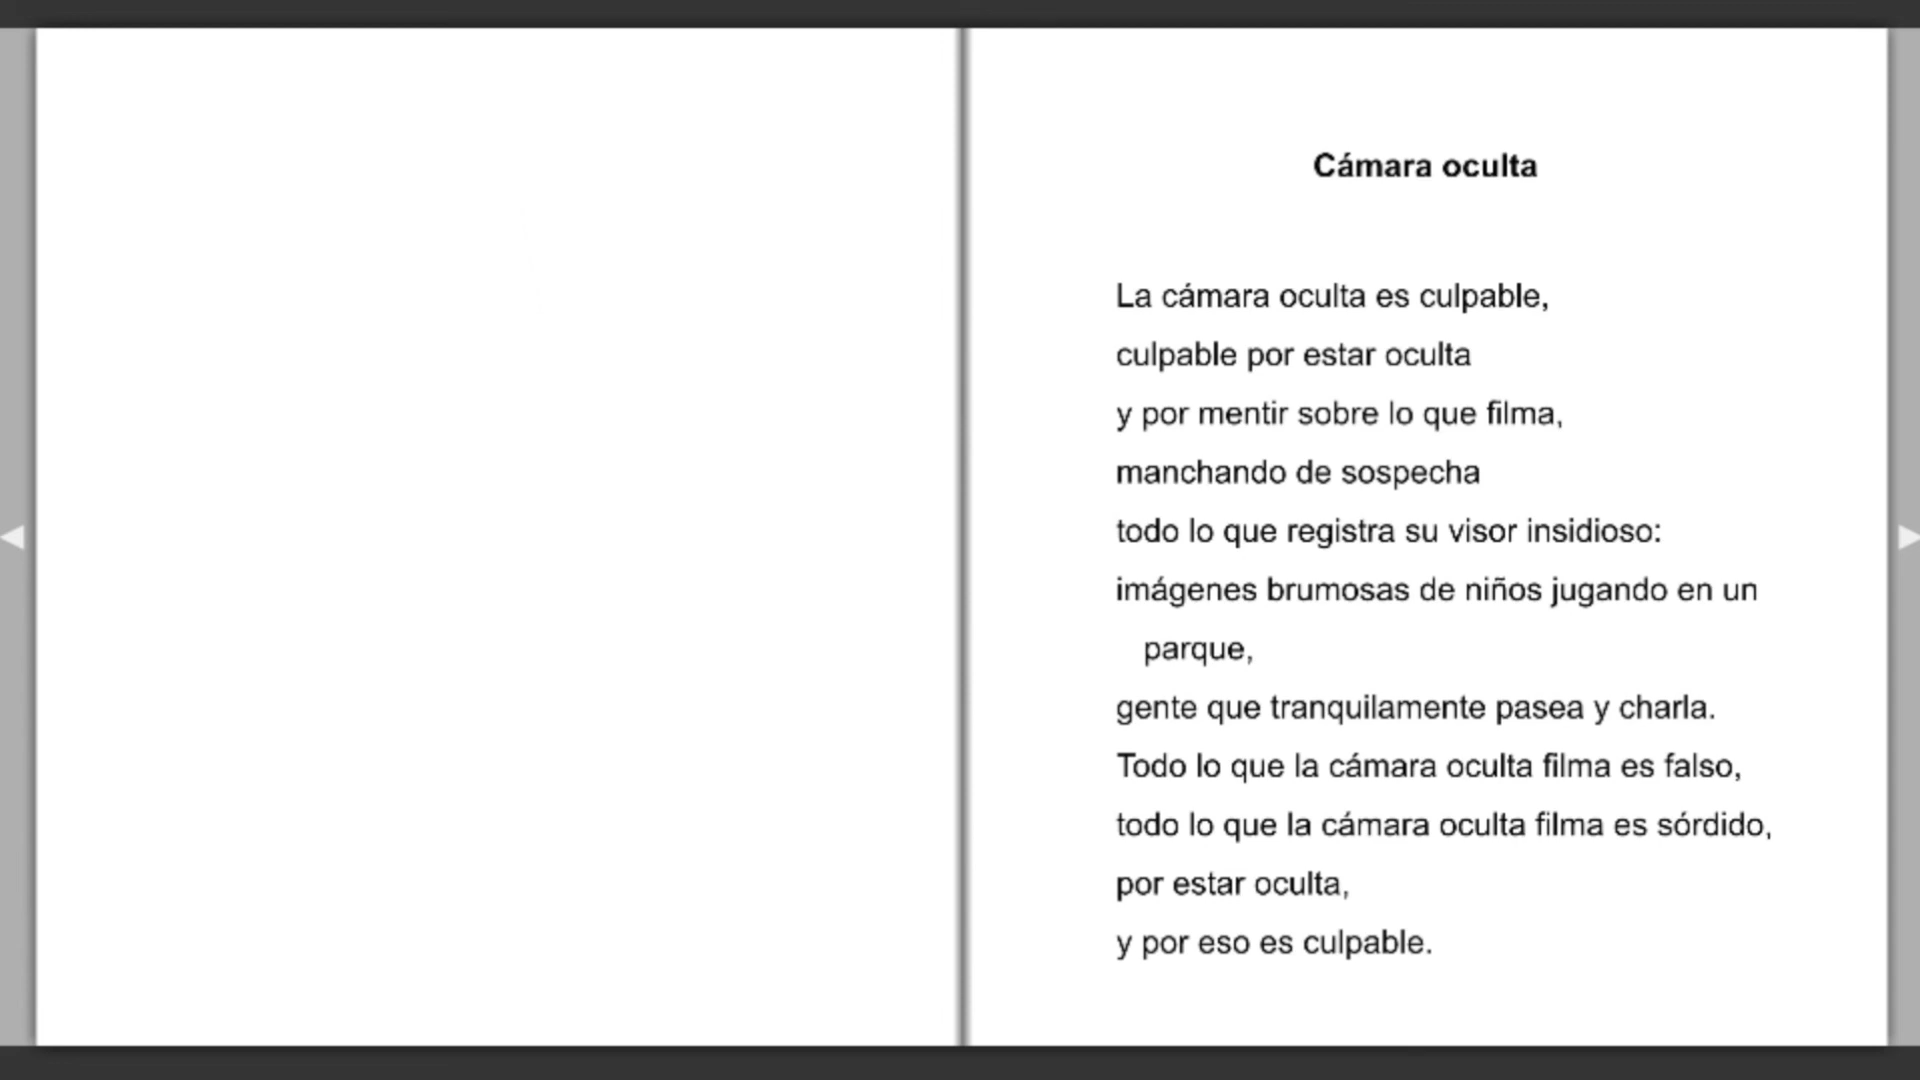 Cámara oculta
La cámara oculta es culpable,
culpable por estar oculta
y por mentir sobre lo que filma,
manchando de sospecha
todo lo que registra su visor insidioso:
imágenes brumosas de niños jugando en un
parque,
gente que tranquilamente pasea y charla.
Todo lo que la cámara oculta filma es falso,
todo lo que la cámara oculta filma es sórdido,
por estar oculta,
y por eso es culpable.